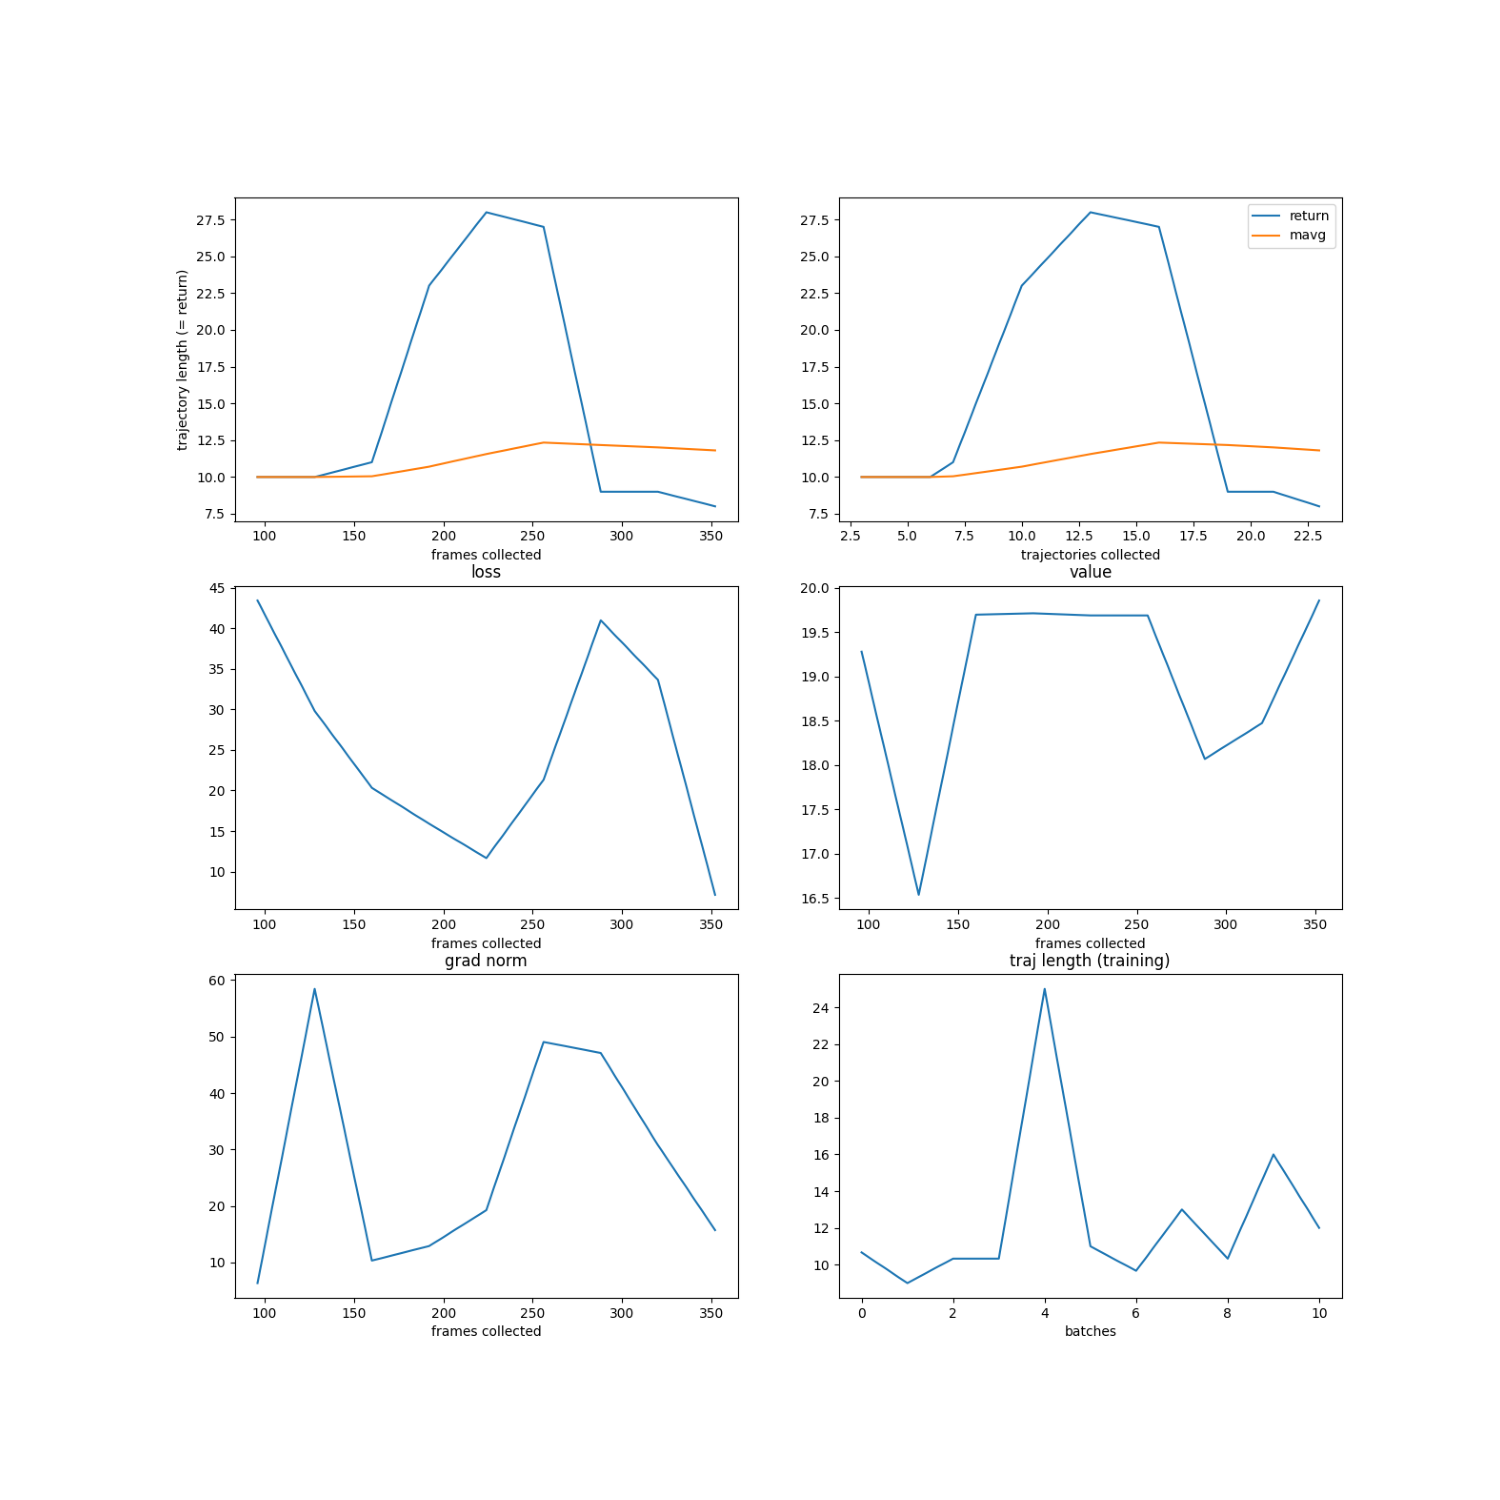 27.5
25.0
22.5
20.0
17.5
15.0
12.5
10.0
7.5
trajectory length (= return)
100 150 200 250 300 350
frames collected
27.5
25.0
22.5
20.0
17.5
15.0
12.5
10.0
7.5
return
mavg
2.5 5.0 7.5 10.0 12.5 15.0 17.5 20.0 22.5
trajectories collected
loss
45
40
35
30
25
20
15
10
100 150 200 250 300 350
frames collected
value
20.0
19.5
19.0
18.5
18.0
17.5
17.0
16.5
100 150 200 250 300 350
frames collected
grad norm
60
50
40
30
20
10
100 150 200 250 300 350
frames collected
traj length (training)
24
22
20
18
16
14
12
10
0 2 4 6 8 10
batches